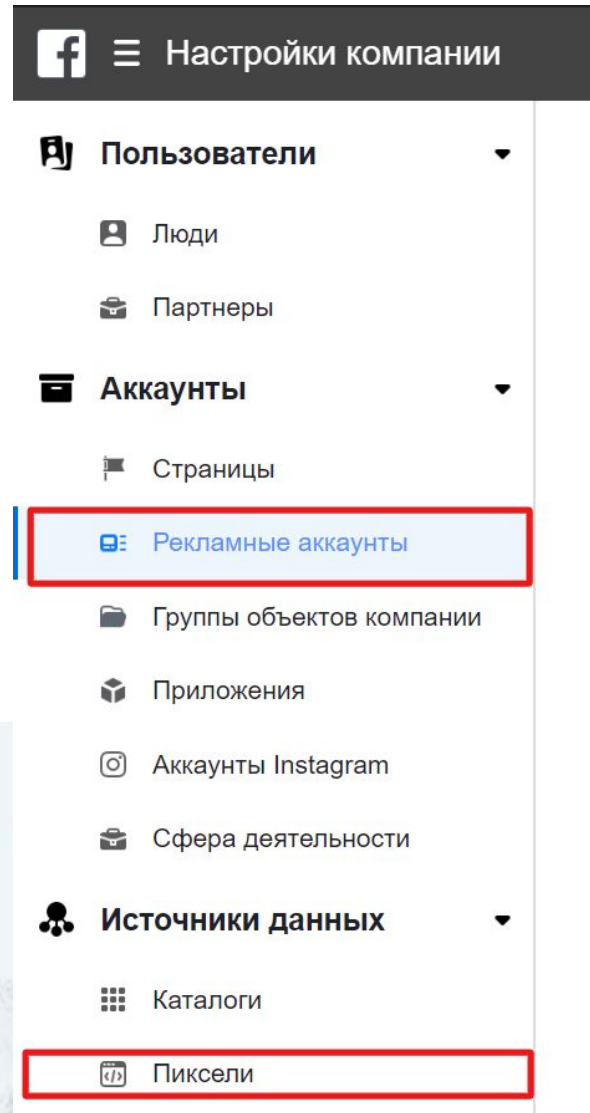 Настройки компании
Пользователи
Люди
Партнеры
Аккаунты
Страницы
Рекламные аккаунты
Группы объектов компании
Приложения
Аккаунты Instagram
Сфера деятельности
Источники данных
Каталоги
Пиксели